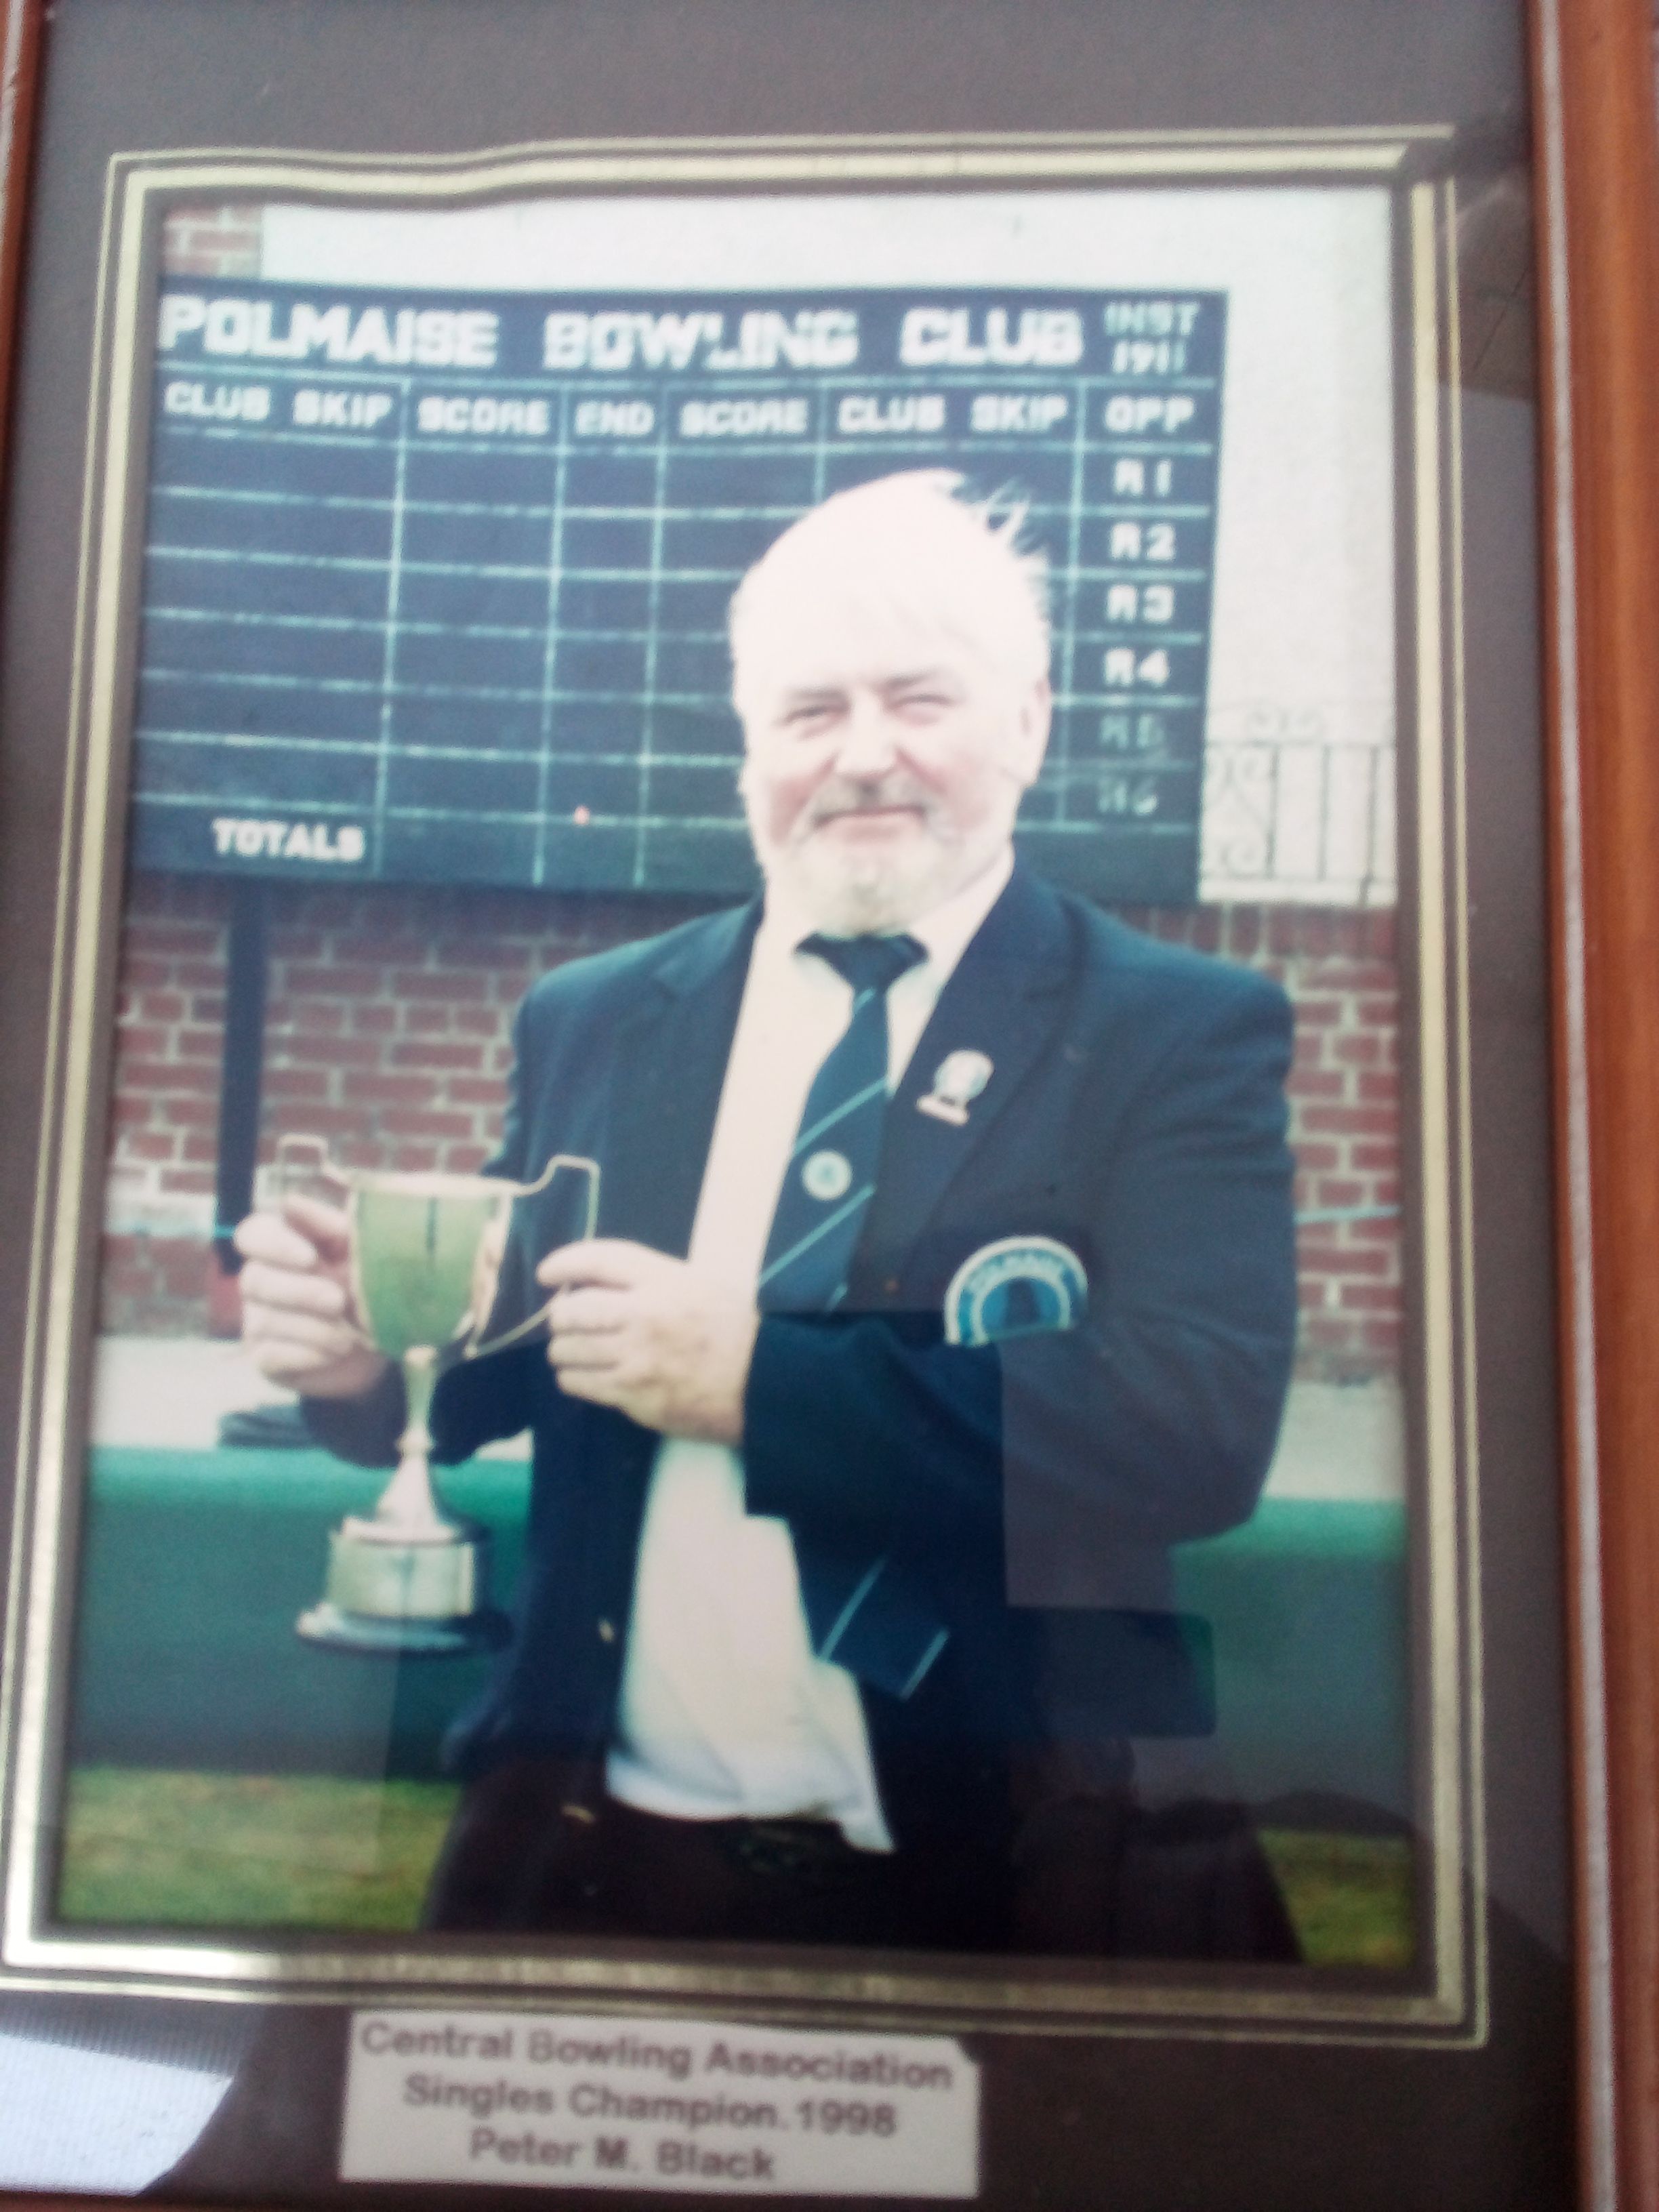 POLMAISE BOWLING CLUB INST 1911
CLUB SKIP SCORE END SCORE CLUB SKIP OPP
R1
R2
R3
R4
R5
R6
TOTALS
Central Bowling Association
Singles Champion.1998
Peter M. Black